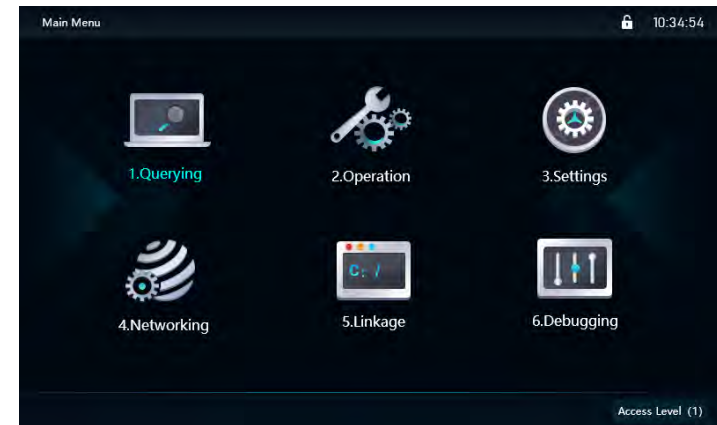 Main Menu 10:34:54
1.Querying 2.Operation 3.Settings
C: /
4.Networking 5.Linkage 6.Debugging
Access Level (1)